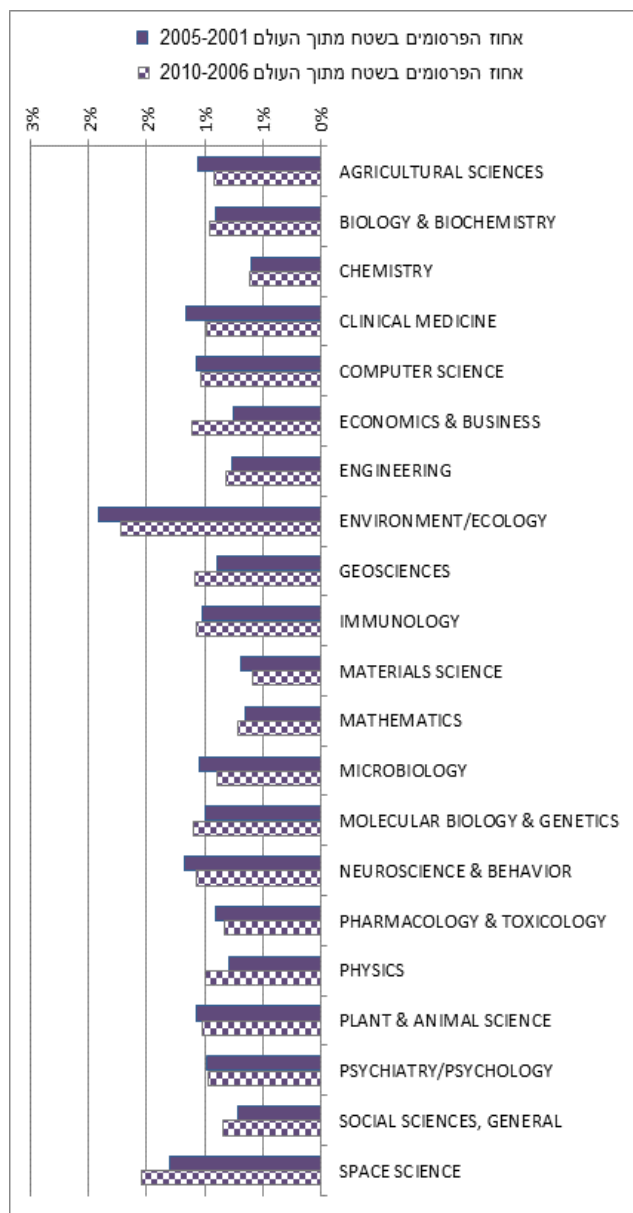 אחוז הפרסומים בשטח מתוך העולם 2005-2001
אחוז הפרסומים בשטח מתוך העולם 2010-2006
3% 2% 2% 1% 1% 0%
AGRICULTURAL SCIENCES
BIOLOGY & BIOCHEMISTRY
CHEMISTRY
CLINICAL MEDICINE
COMPUTER SCIENCE
ECONOMICS & BUSINESS
ENGINEERING
ENVIRONMENT/ECOLOGY
GEOSCIENCES
IMMUNOLOGY
MATERIALS SCIENCE
MATHEMATICS
MICROBIOLOGY
MOLECULAR BIOLOGY & GENETICS
NEUROSCIENCE & BEHAVIOR
PHARMACOLOGY & TOXICOLOGY
PHYSICS
PLANT & ANIMAL SCIENCE
PSYCHIATRY/PSYCHOLOGY
SOCIAL SCIENCES, GENERAL
SPACE SCIENCE